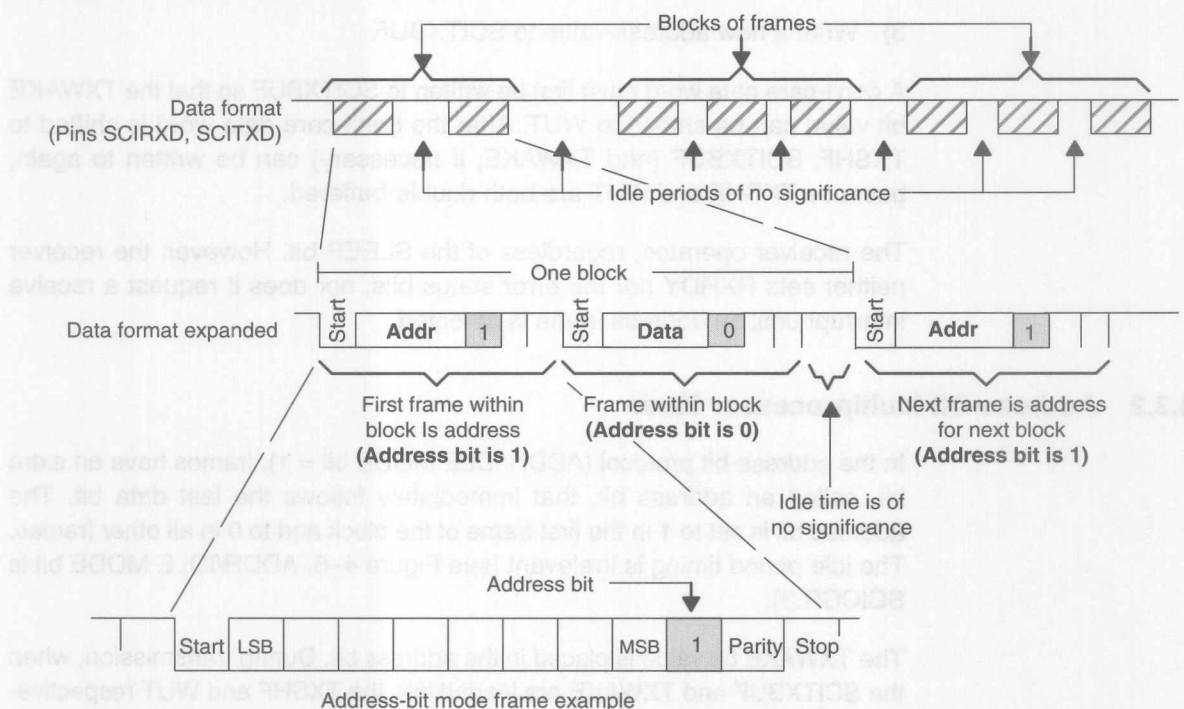 Blocks of frames
Data format
(Pins SCIRXD, SCITXD)
Idle periods of no significance
One block
Data format expanded
Start Addr 1 Start Data 0 Start Addr 1
First frame within
block Is address
(Address bit is 1)
Frame within block
(Address bit is 0)
Next frame is address
for next block
(Address bit is 1)
Idle time is of
no significance
Address bit
Start LSB MSB 1 Parity Stop
Address-bit mode frame example